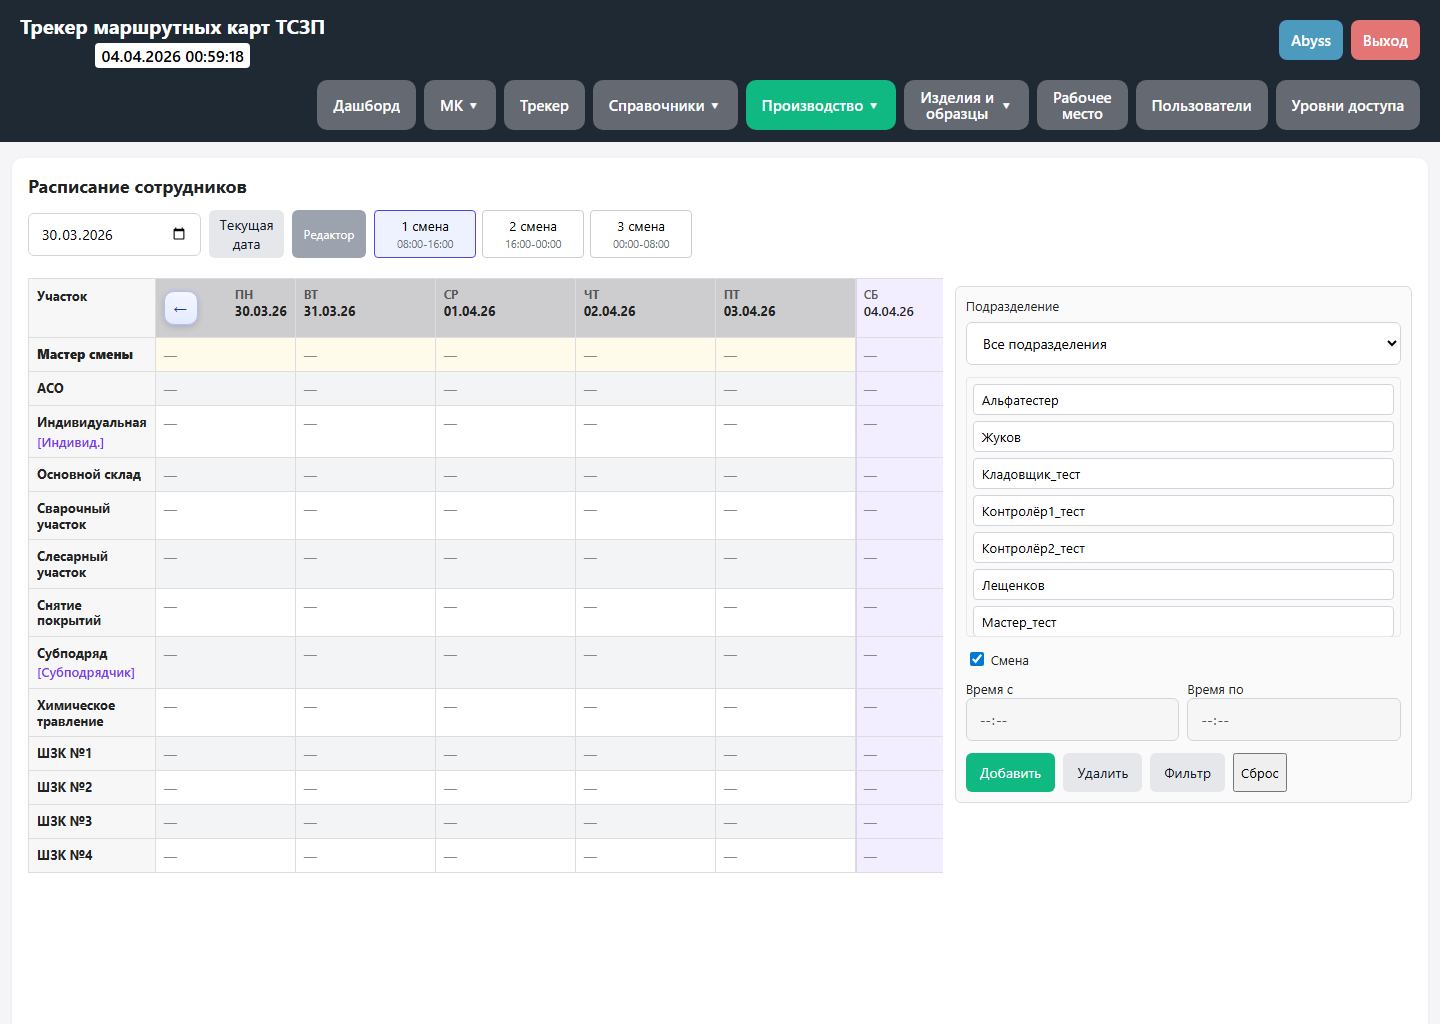 Трекер маршрутных карт ТСЗП
04.04.2026 00:59:18
Abyss
Выход
Дашборд
МК ▼
Трекер
Справочники ▼
Производство ▼
Изделия и
образцы ▼
Рабочее
место
Пользователи
Уровни доступа
Расписание сотрудников
30.03.2026
Текущая
дата
Редактор
1 смена
08:00-16:00
2 смена
16:00-00:00
3 смена
00:00-08:00
Участок
←
ПН
30.03.26
ВТ
31.03.26
СР
01.04.26
ЧТ
02.04.26
ПТ
03.04.26
СБ
04.04.26
Мастер смены — — — — — —
АСО — — — — — —
Индивидуальная — — — — — —
[Индивид.]
Основной склад — — — — — —
Сварочный — — — — — —
участок
Слесарный — — — — — —
участок
Снятие — — — — — —
покрытий
Субподряд — — — — — —
[Субподрядчик]
Химическое — — — — — —
травление
ШЗК №1 — — — — — —
ШЗК №2 — — — — — —
ШЗК №3 — — — — — —
ШЗК №4 — — — — — —
Подразделение
Все подразделения
Альфатестер
Жуков
Кладовщик_тест
Контролёр1_тест
Контролёр2_тест
Лещенков
Мастер_тест
Смена
Время с
Время по
--:--
--:--
Добавить
Удалить
Фильтр
Сброс